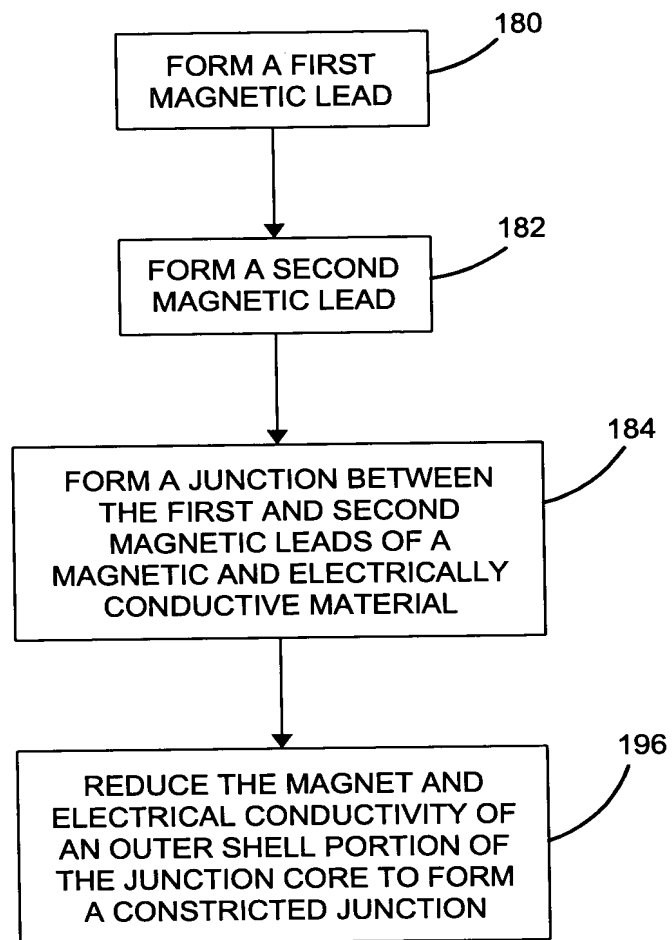 180
FORM A FIRST
MAGNETIC LEAD
182
FORM A SECOND
MAGNETIC LEAD
184
FORM A JUNCTION BETWEEN
THE FIRST AND SECOND
MAGNETIC LEADS OF A
MAGNETIC AND ELECTRICALLY
CONDUCTIVE MATERIAL
196
REDUCE THE MAGNET AND
ELECTRICAL CONDUCTIVITY OF
AN OUTER SHELL PORTION OF
THE JUNCTION CORE TO FORM
A CONSTRICTED JUNCTION